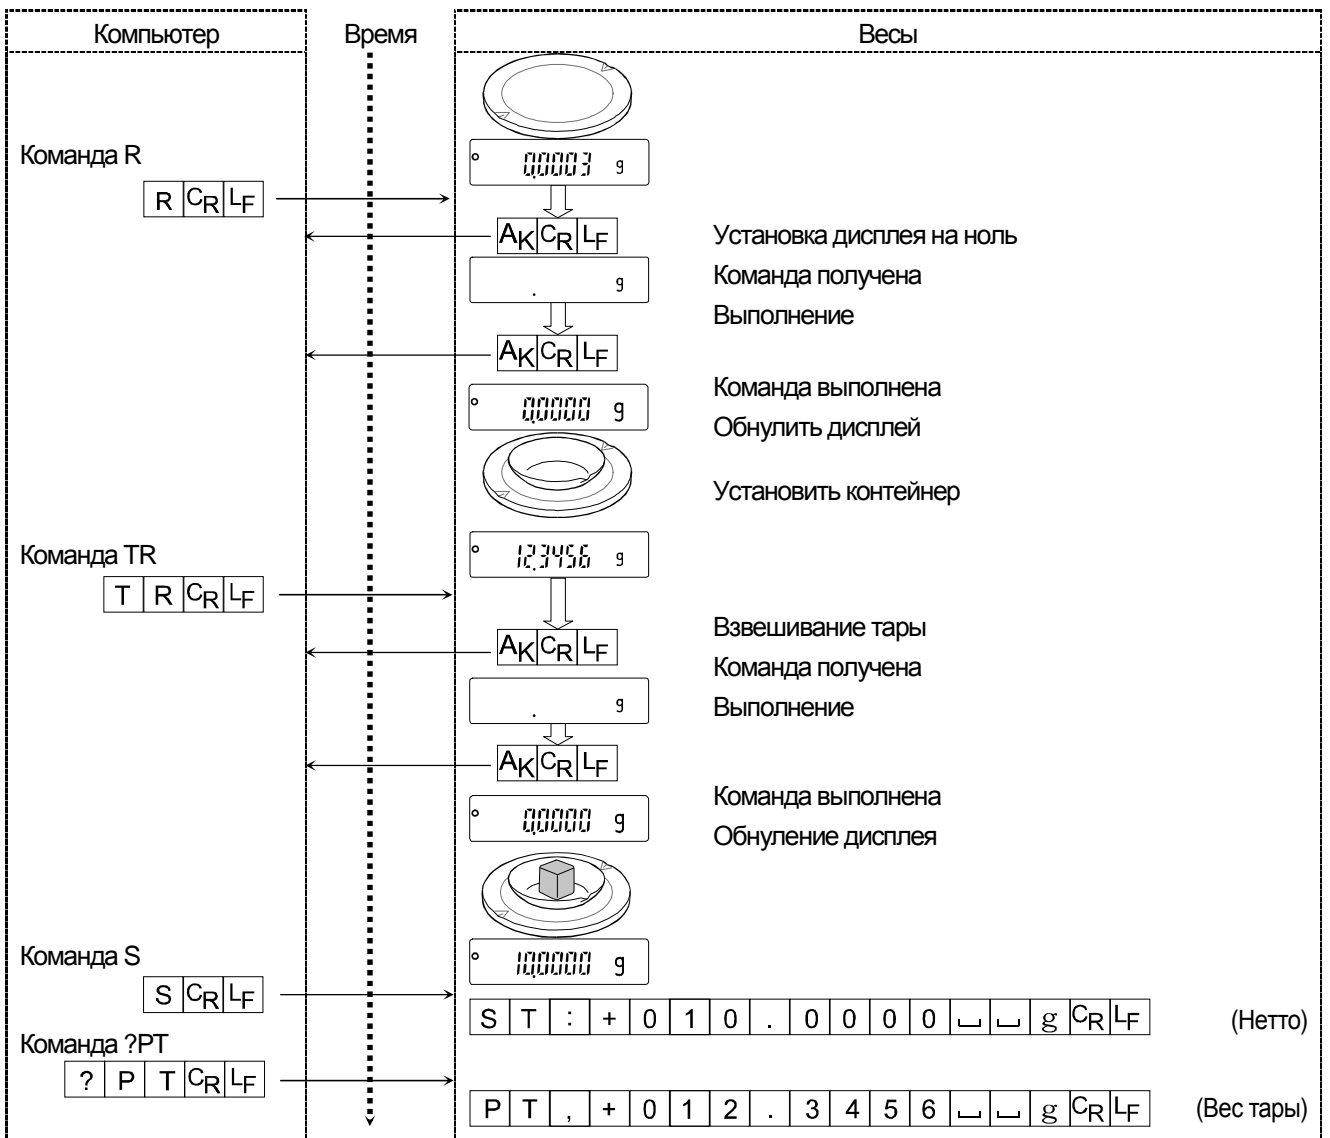 Компьютер Время Весы
Команда R
0.0003 g
R CR LF
AK CR LF Установка дисплея на ноль
. g Команда получена
Выполнение
AK CR LF
Команда выполнена
0.0000 g
Обнулить дисплей
Установить контейнер
Команда TR
12.3456 g
T R CR LF
Взвешивание тары
AK CR LF
Команда получена
. g Выполнение
AK CR LF
Команда выполнена
0.0000 g
Обнуление дисплея
Команда S
10.0000 g
S CR LF
S T : + 0 1 0 . 0 0 0 0 ␣ ␣ g CR LF (Нетто)
Команда ?PT
? P T CR LF
P T , + 0 1 2 . 3 4 5 6 ␣ ␣ g CR LF (Вес тары)